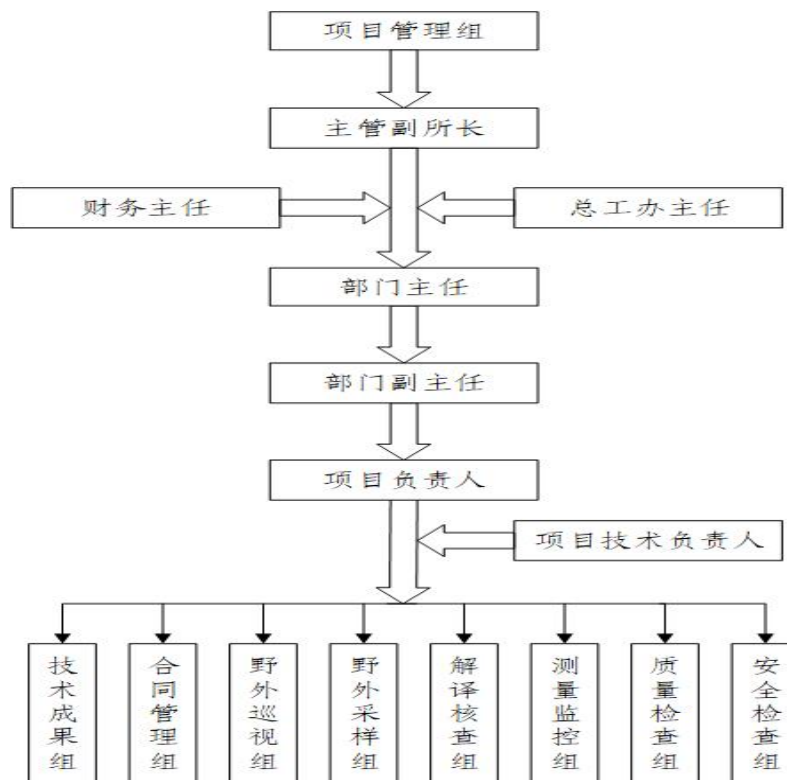 项目管理组
主管副所长
财务主任
总工办主任
部门主任
部门副主任
项目负责人
项目技术负责人
技术成果组
合同管理组
野外巡视组
野外采样组
解译核查组
测量监控组
质量检查组
安全检查组